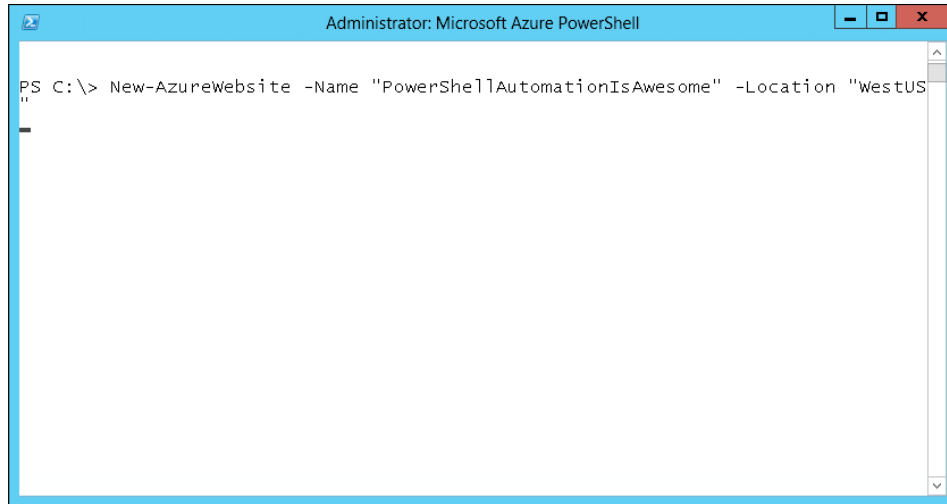 Administrator: Microsoft Azure PowerShell
PS C:\> New-AzureWebsite -Name "PowerShellAutomationIsAwesome" -Location "WestUS
"